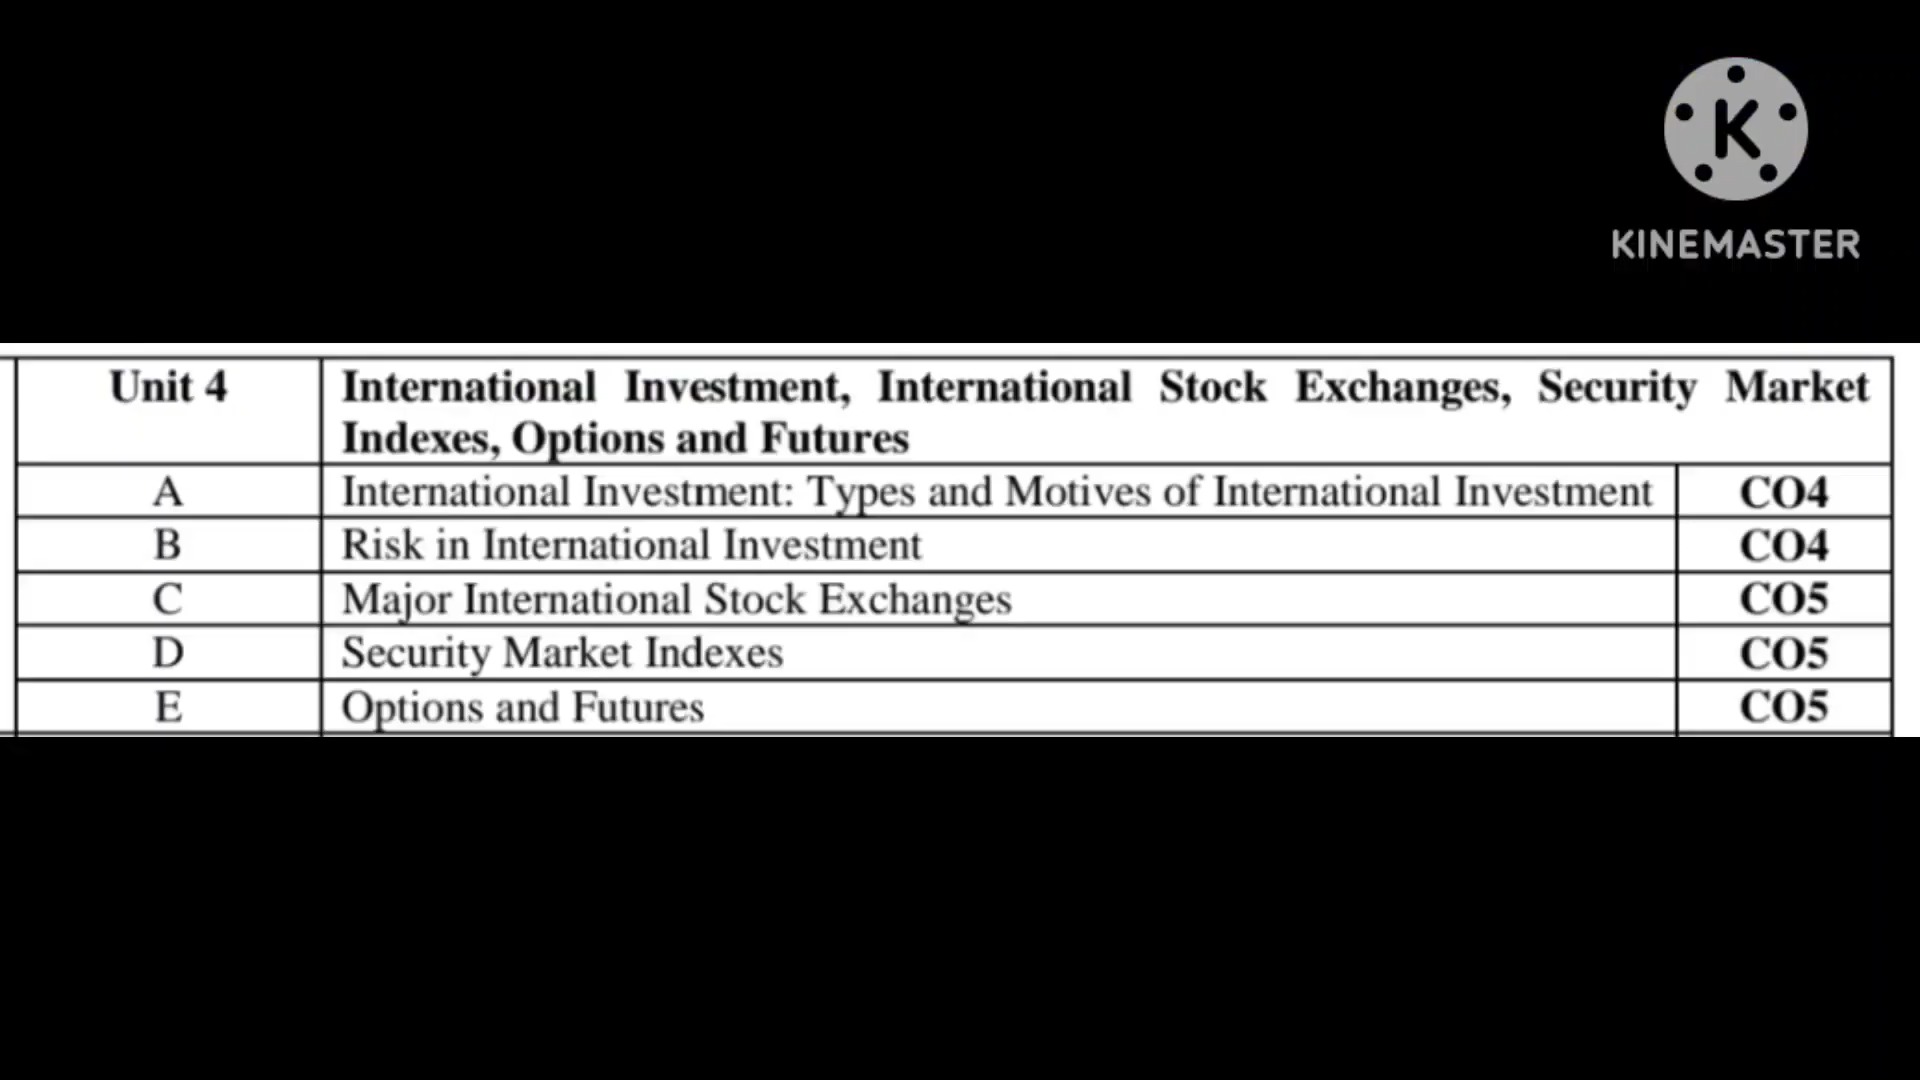 K
KINEMASTER
Unit 4 International Investment, International Stock Exchanges, Security Market
Indexes, Options and Futures
A International Investment: Types and Motives of International Investment CO4
B Risk in International Investment CO4
C Major International Stock Exchanges CO5
D Security Market Indexes CO5
E Options and Futures CO5